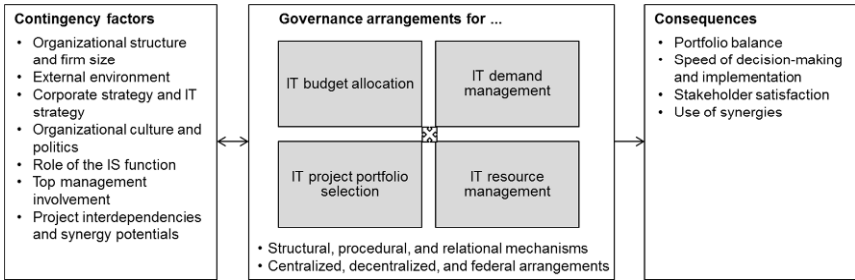 Contingency factors
• Organizational structure
and firm size
• External environment
• Corporate strategy and IT
strategy
• Organizational culture and
politics
• Role of the IS function
• Top management
involvement
• Project interdependencies
and synergy potentials
Governance arrangements for ...
IT budget allocation
IT demand
management
IT project portfolio
selection
IT resource
management
• Structural, procedural, and relational mechanisms
• Centralized, decentralized, and federal arrangements
Consequences
• Portfolio balance
• Speed of decision-making
and implementation
• Stakeholder satisfaction
• Use of synergies